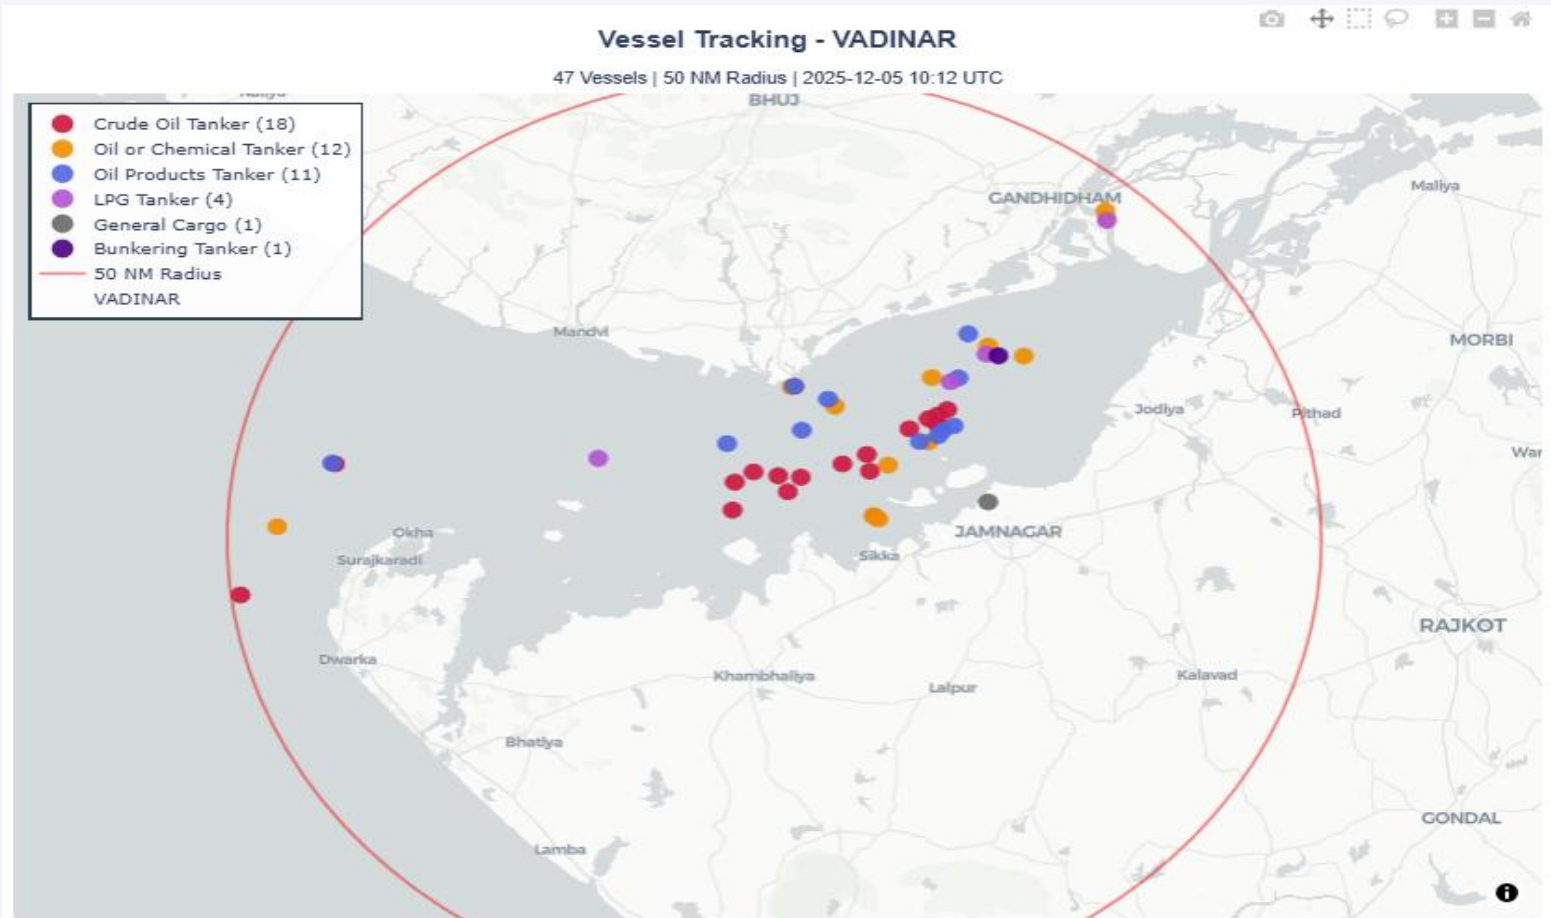 Vessel Tracking - VADINAR
47 Vessels | 50 NM Radius | 2025-12-05 10:12 UTC
Crude Oil Tanker (18)
Oil or Chemical Tanker (12)
Oil Products Tanker (11)
LPG Tanker (4)
General Cargo (1)
Bunkering Tanker (1)
50 NM Radius
VADINAR
BHUJ
Maliya
GANDHIDHAM
Mandvi
MORBI
Jodiya
Pithad
War
Okha
JAMNAGAR
Sikka
Surajkaradi
RAJKOT
Dwarka
Khambhaliya
Lalpur
Kalavad
Bhatiya
GONDAL
Lamba